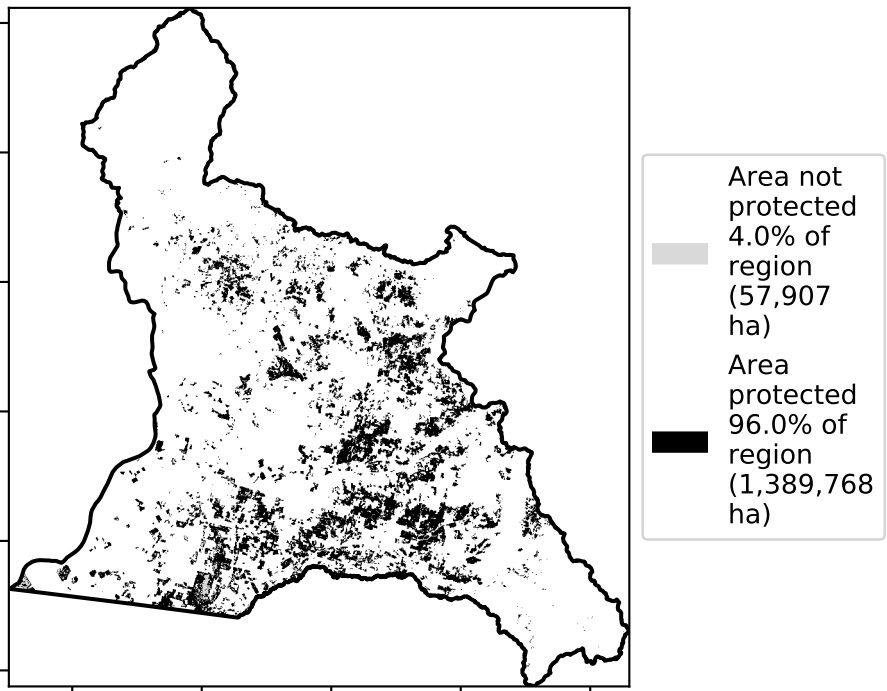 Area not
protected
4.0% of
region
(57,907
ha)
Area
protected
96.0% of
region
(1,389,768
ha)